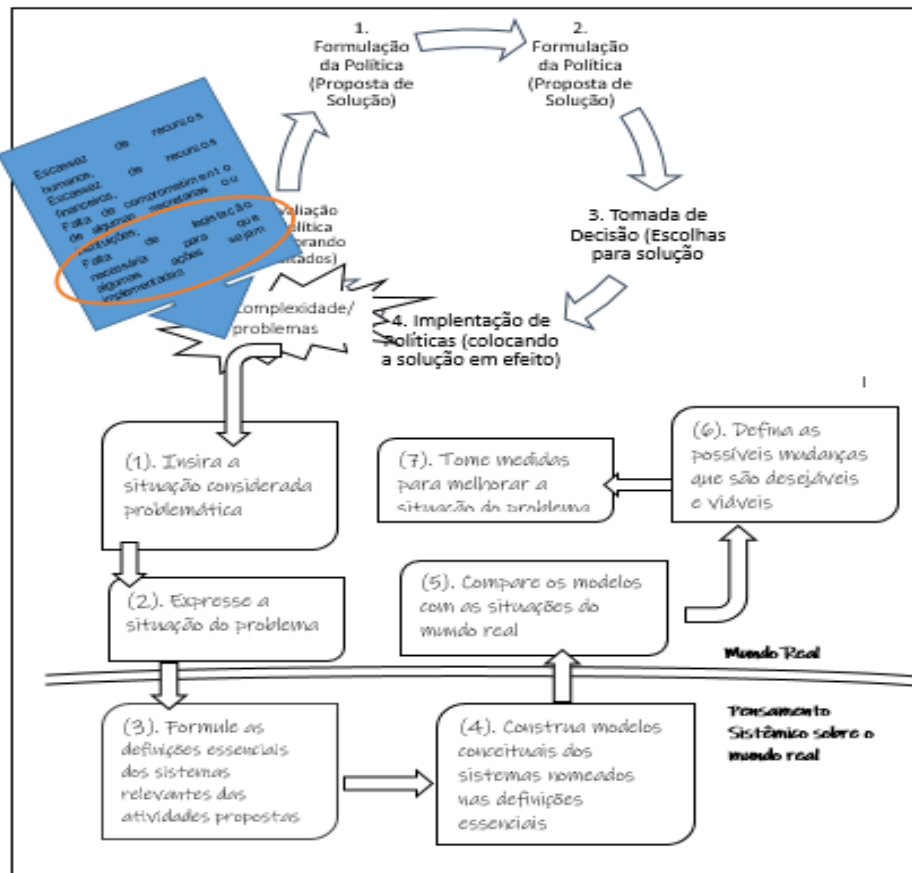 1.
Formulação
da Política
(Proposta de
Solução)
2.
Formulação
da Política
(Proposta de
Solução)
Escassez de recursos
humanos,
Escassez de recursos
financeiros,
Falta de comprometimento
de algumas secretarias ou
Falta de legislação
necessária para que
algumas ações sejam
implementadas
valiação
olítica
orando
tados)
3. Tomada de
Decisão (Escolhas
para solução
Complexidade/
problemas
4. Implentação de
Políticas (colocando
a solução em efeito)
(1). Insira a
situação considerada
problemática
(7). Tome medidas
para melhorar a
situação do problema
(6). Defina as
possíveis mudanças
que são desejáveis
e viáveis
(2). Expresse a
situação do problema
(5). Compare os modelos
com as situações do
mundo real
Mundo Real
(3). Formule as
definições essenciais
dos sistemas
relevantes das
atividades propostas
(4). Construa modelos
conceituais dos
sistemas nomeados
nas definições
essenciais
Pensamento
Sistêmico sobre o
mundo real